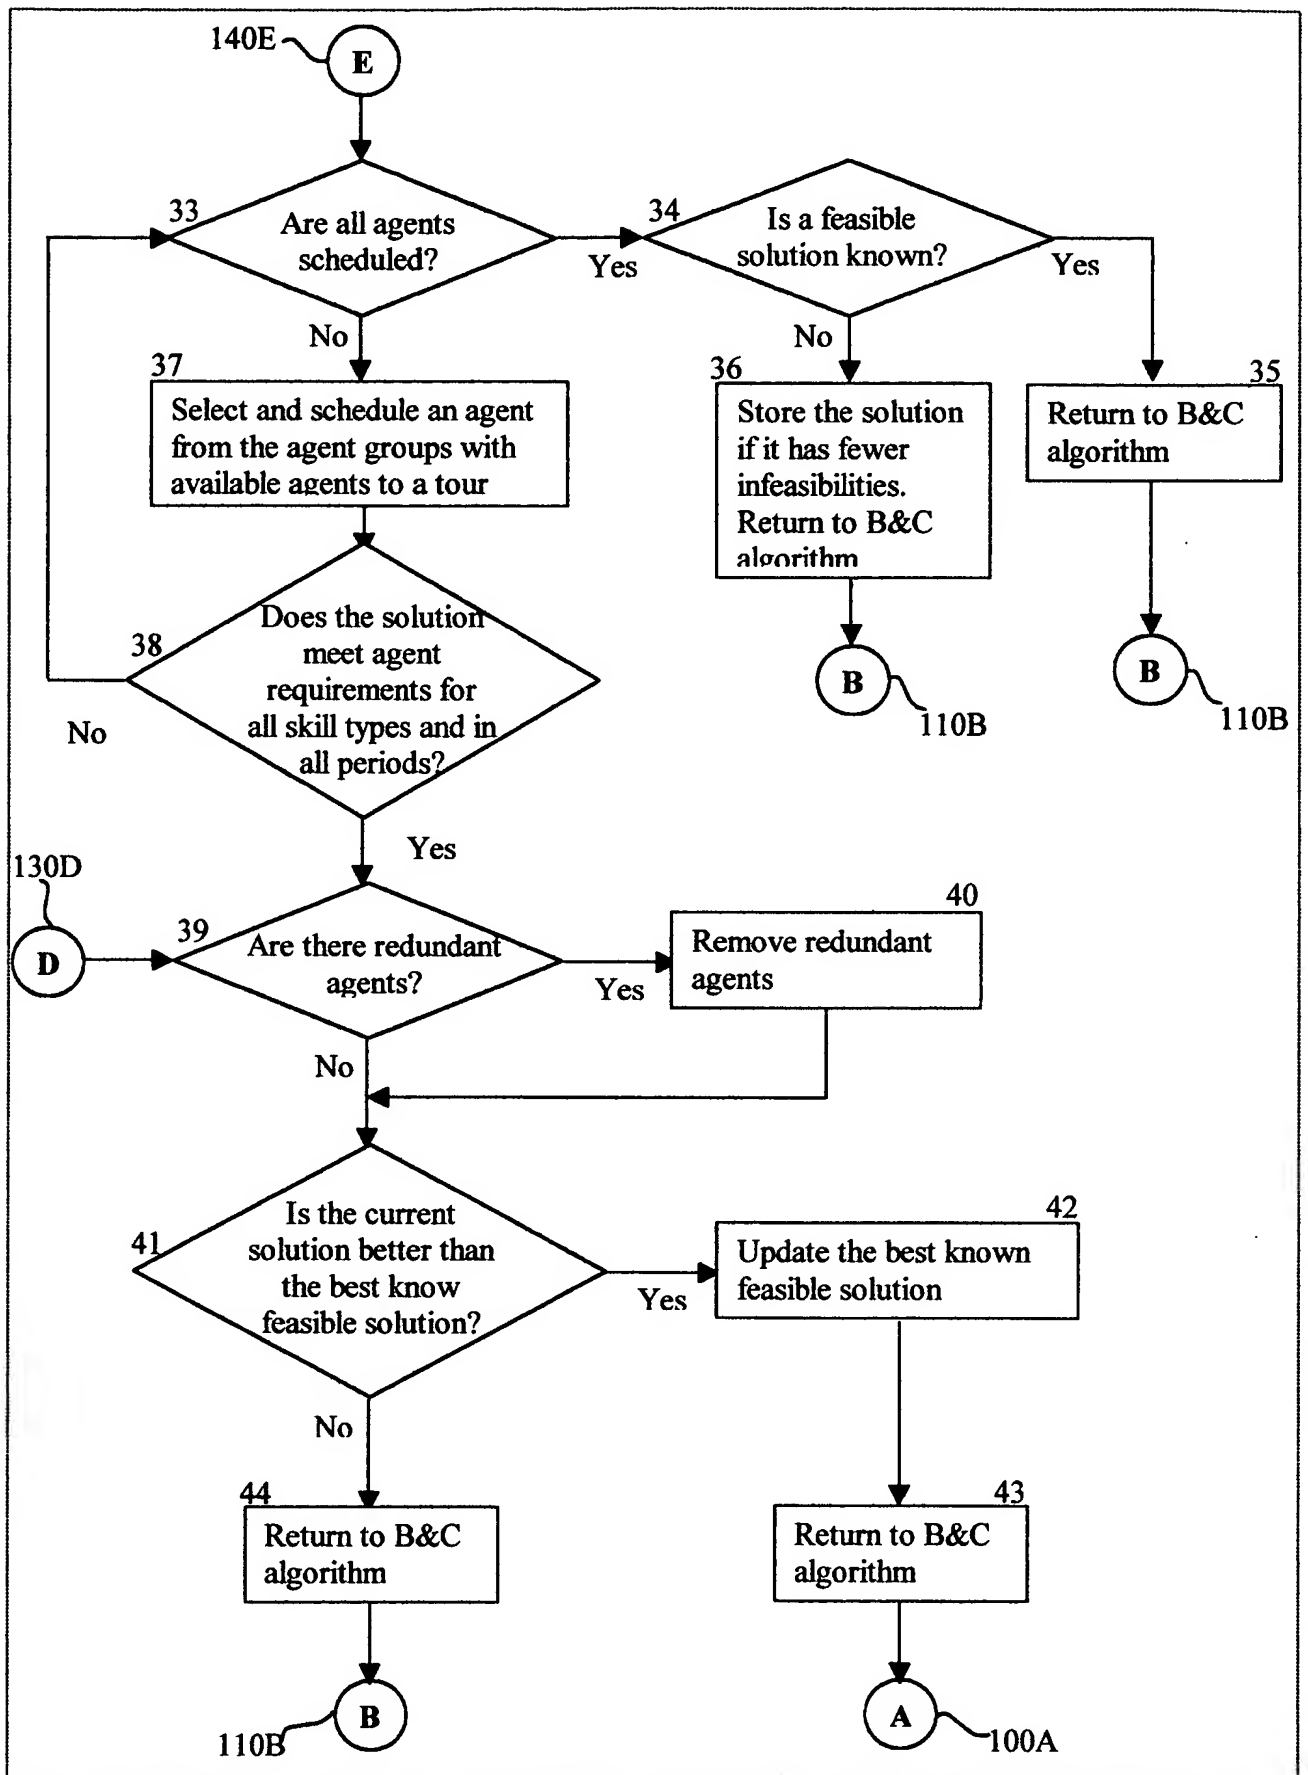 140E
E
33
Are all agents
scheduled?
Yes
No
34
Is a feasible
solution known?
Yes
No
37
Select and schedule an agent
from the agent groups with
available agents to a tour
36
Store the solution
if it has fewer
infeasibilities.
Return to B&C
algorithm
35
Return to B&C
algorithm
38
Does the solution
meet agent
requirements for
all skill types and in
all periods?
No
Yes
B
110B
B
110B
130D
D
39
Are there redundant
agents?
Yes
No
40
Remove redundant
agents
41
Is the current
solution better than
the best know
feasible solution?
Yes
No
42
Update the best known
feasible solution
44
Return to B&C
algorithm
43
Return to B&C
algorithm
110B
B
A
100A